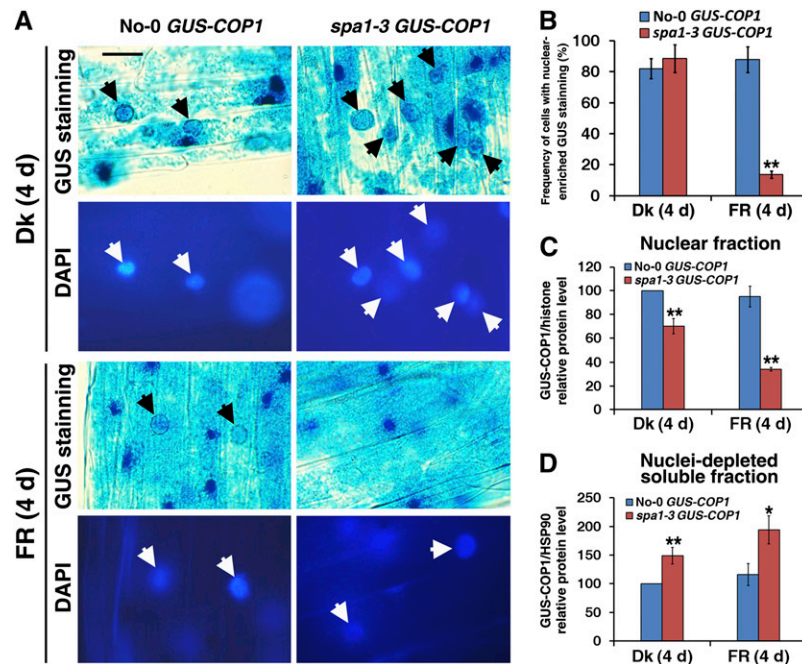 A
No-0 GUS-COP1
spa1-3 GUS-COP1
Dk (4 d)
GUS stainning
DAPI
FR (4 d)
GUS stainning
DAPI
B
No-0 GUS-COP1
spa1-3 GUS-COP1
Frequency of cells with nuclear-
enriched GUS stainning (%)
100
80
60
40
20
0
**
Dk (4 d)
FR (4 d)
C
Nuclear fraction
No-0 GUS-COP1
spa1-3 GUS-COP1
GUS-COP1/histone
relative protein level
120
100
80
60
40
20
0
**
**
Dk (4 d)
FR (4 d)
D
Nuclei-depleted
soluble fraction
No-0 GUS-COP1
spa1-3 GUS-COP1
GUS-COP1/HSP90
relative protein level
250
200
150
100
50
0
**
*
Dk (4 d)
FR (4 d)